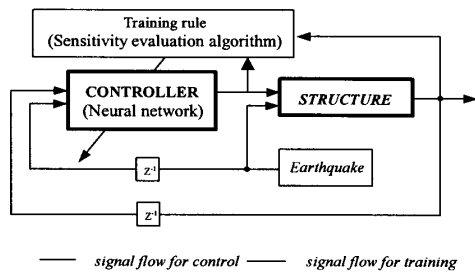 Training rule
(Sensitivity evaluation algorithm)
CONTROLLER
(Neural network)
STRUCTURE
Earthquake
Z⁻¹
Z⁻¹
signal flow for control signal flow for training